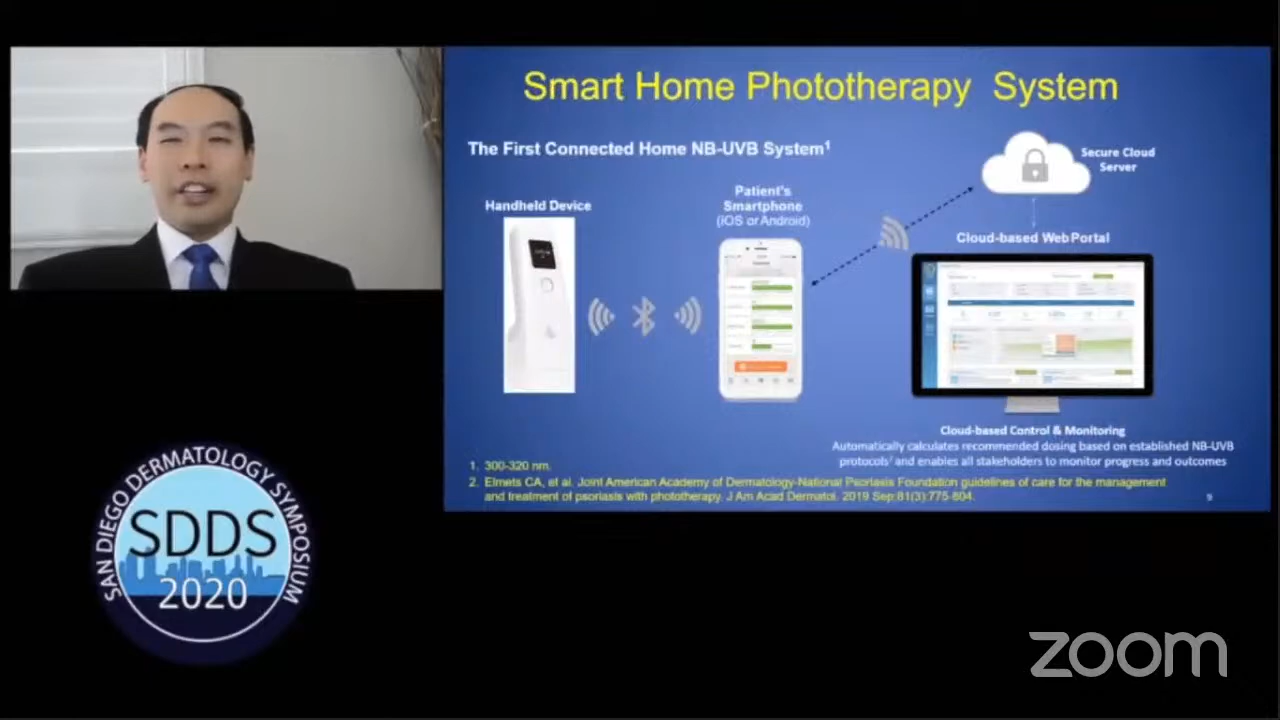 Smart Home Phototherapy System
The First Connected Home NB-UVB System1
Secure Cloud
Server
Handheld Device
Patient's
Smartphone
(iOS or Android)
Cloud-based Web Portal
Cloud-based Control & Monitoring
Automatically calculates recommended dosing based on established NB-UVB
protocols2 and enables all stakeholders to monitor progress and outcomes
1. 300-320 nm.
2. Elmets CA, et al. Joint American Academy of Dermatology-National Psoriasis Foundation guidelines of care for the management
and treatment of psoriasis with phototherapy. J Am Acad Dermatol. 2019 Sep;81(3):775-804.
9
SAN DIEGO DERMATOLOGY SYMPOSIUM
SDDS
2020
zoom